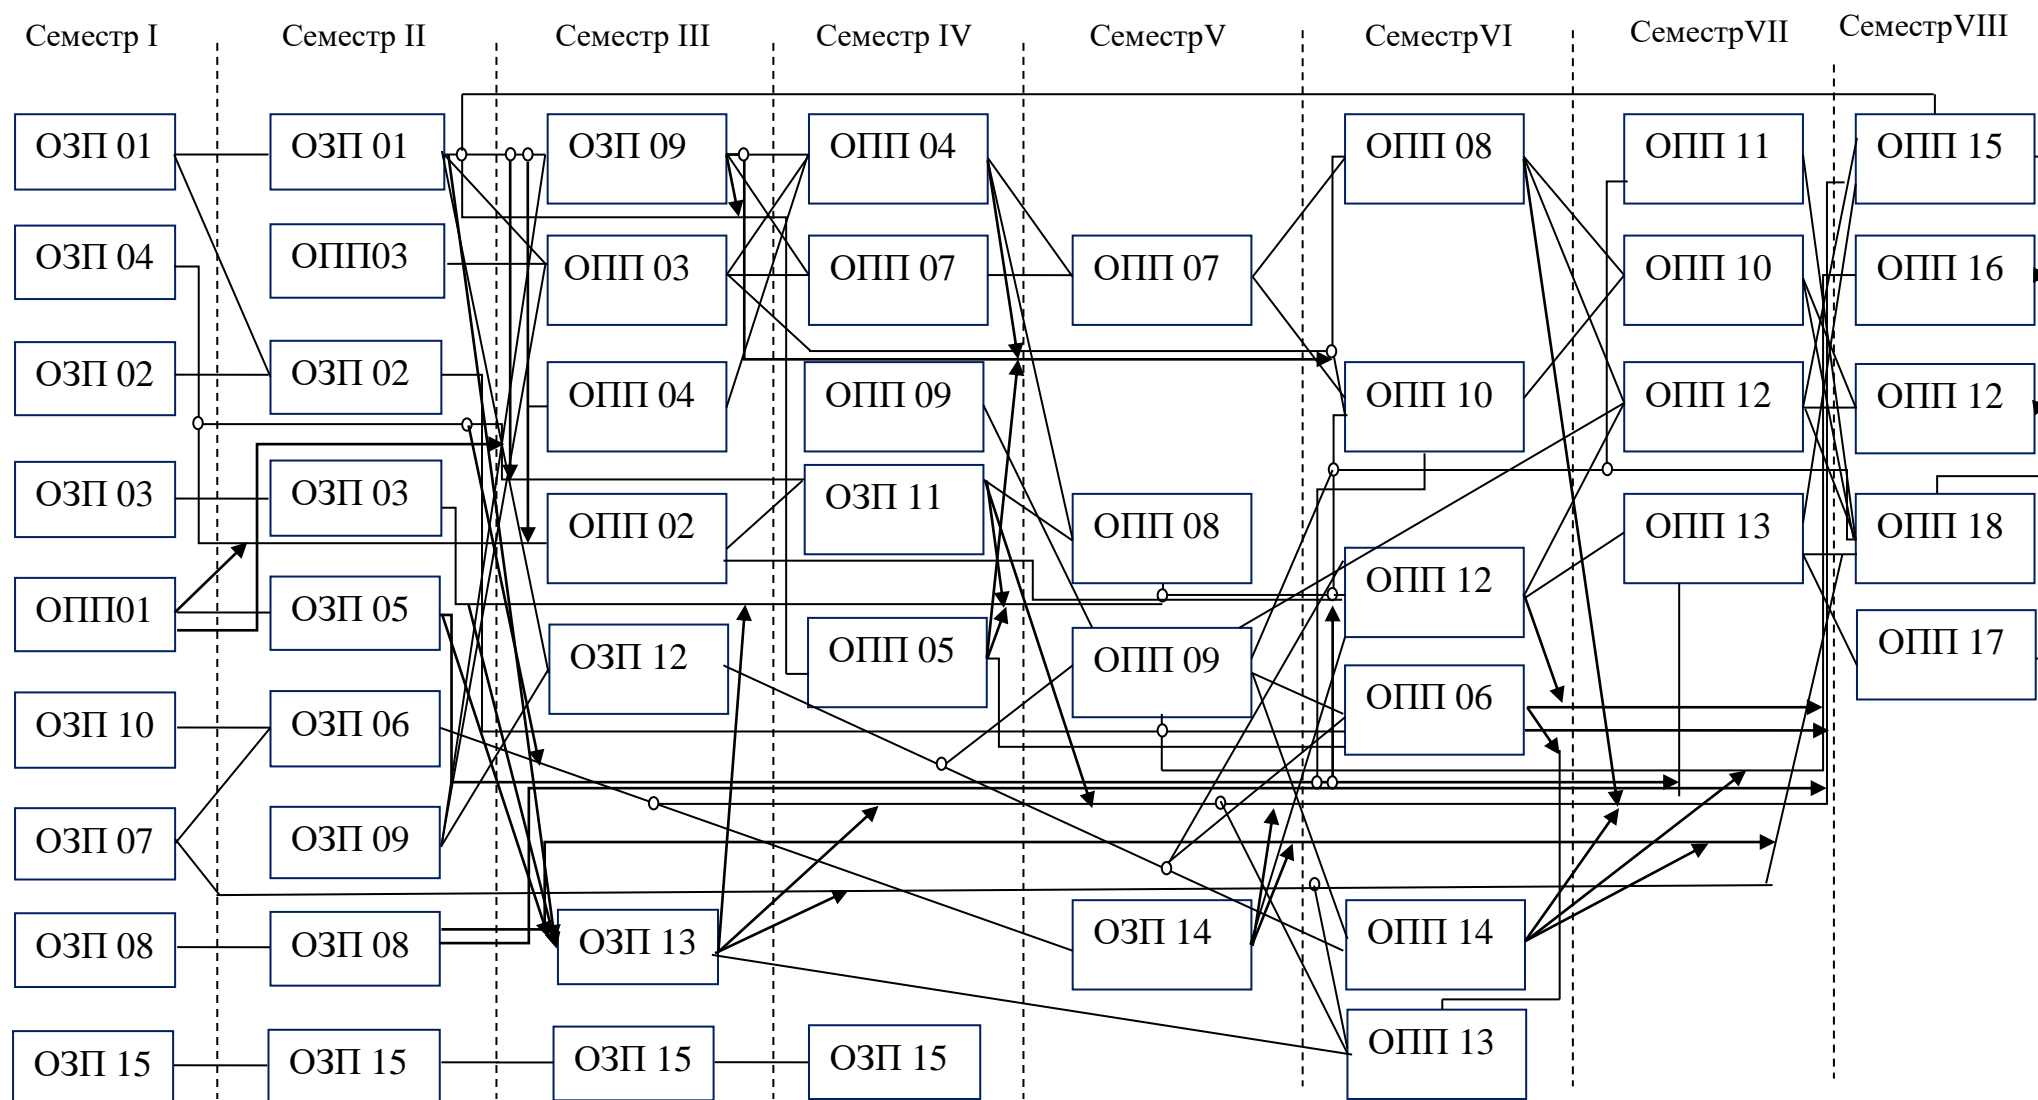 Семестр I
Семестр II
Семестр III
Семестр IV
СеместрV
СеместрVI
СеместрVII
СеместрVIII
ОЗП 01
ОЗП 04
ОЗП 02
ОЗП 03
ОПП01
ОЗП 10
ОЗП 07
ОЗП 08
ОЗП 15
ОЗП 01
ОПП03
ОЗП 02
ОЗП 03
ОЗП 05
ОЗП 06
ОЗП 09
ОЗП 08
ОЗП 15
ОЗП 09
ОПП 03
ОПП 04
ОПП 02
ОЗП 12
ОЗП 13
ОЗП 15
ОПП 04
ОПП 07
ОПП 09
ОЗП 11
ОПП 05
ОЗП 15
ОПП 07
ОПП 08
ОПП 09
ОЗП 14
ОПП 08
ОПП 10
ОПП 12
ОПП 06
ОПП 14
ОПП 13
ОПП 11
ОПП 10
ОПП 12
ОПП 13
ОПП 15
ОПП 16
ОПП 12
ОПП 18
ОПП 17